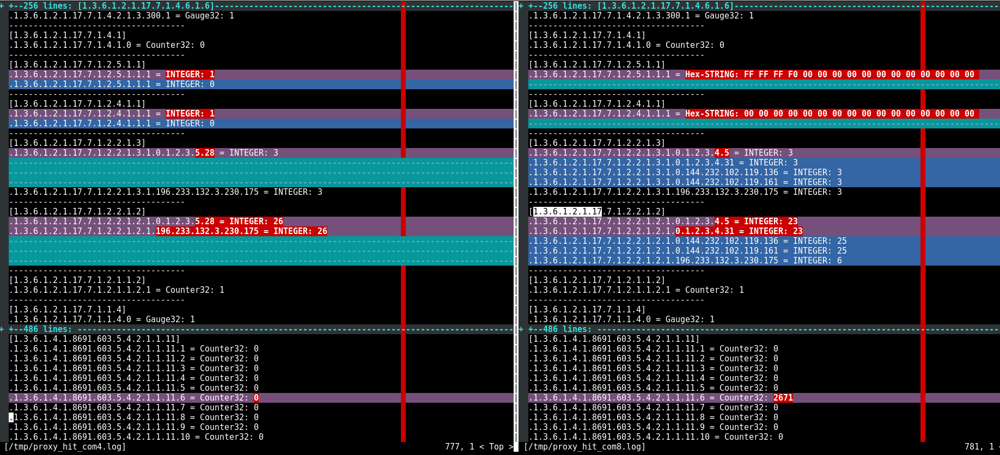 + +--256 lines: [1.3.6.1.2.1.17.7.1.4.6.1.6]
.1.3.6.1.2.1.17.7.1.4.2.1.3.300.1 = Gauge32: 1
------------------------------------
[1.3.6.1.2.1.17.7.1.4.1]
.1.3.6.1.2.1.17.7.1.4.1.0 = Counter32: 0
------------------------------------
[1.3.6.1.2.1.17.7.1.2.5.1.1]
.1.3.6.1.2.1.17.7.1.2.5.1.1.1 = INTEGER: 1
.1.3.6.1.2.1.17.7.1.2.5.1.1.1 = INTEGER: 0
------------------------------------
[1.3.6.1.2.1.17.7.1.2.4.1.1]
.1.3.6.1.2.1.17.7.1.2.4.1.1.1 = INTEGER: 1
.1.3.6.1.2.1.17.7.1.2.4.1.1.1 = INTEGER: 0
------------------------------------
[1.3.6.1.2.1.17.7.1.2.2.1.3]
.1.3.6.1.2.1.17.7.1.2.2.1.3.1.0.1.2.3.5.28 = INTEGER: 3
.1.3.6.1.2.1.17.7.1.2.2.1.3.1.196.233.132.3.230.175 = INTEGER: 3
------------------------------------
[1.3.6.1.2.1.17.7.1.2.2.1.2]
.1.3.6.1.2.1.17.7.1.2.2.1.2.1.0.1.2.3.5.28 = INTEGER: 26
.1.3.6.1.2.1.17.7.1.2.2.1.2.1.196.233.132.3.230.175 = INTEGER: 26
------------------------------------
[1.3.6.1.2.1.17.7.1.2.1.1.2]
.1.3.6.1.2.1.17.7.1.2.1.1.2.1 = Counter32: 1
------------------------------------
[1.3.6.1.2.1.17.7.1.1.4]
.1.3.6.1.2.1.17.7.1.1.4.0 = Gauge32: 1
+ +--486 lines:
[1.3.6.1.4.1.8691.603.5.4.2.1.1.11]
.1.3.6.1.4.1.8691.603.5.4.2.1.1.11.1 = Counter32: 0
.1.3.6.1.4.1.8691.603.5.4.2.1.1.11.2 = Counter32: 0
.1.3.6.1.4.1.8691.603.5.4.2.1.1.11.3 = Counter32: 0
.1.3.6.1.4.1.8691.603.5.4.2.1.1.11.4 = Counter32: 0
.1.3.6.1.4.1.8691.603.5.4.2.1.1.11.5 = Counter32: 0
.1.3.6.1.4.1.8691.603.5.4.2.1.1.11.6 = Counter32: 0
.1.3.6.1.4.1.8691.603.5.4.2.1.1.11.7 = Counter32: 0
.1.3.6.1.4.1.8691.603.5.4.2.1.1.11.8 = Counter32: 0
.1.3.6.1.4.1.8691.603.5.4.2.1.1.11.9 = Counter32: 0
.1.3.6.1.4.1.8691.603.5.4.2.1.1.11.10 = Counter32: 0
[/tmp/proxy_hit_com4.log] 777, 1 < Top >
+ +--256 lines: [1.3.6.1.2.1.17.7.1.4.6.1.6]
.1.3.6.1.2.1.17.7.1.4.2.1.3.300.1 = Gauge32: 1
------------------------------------
[1.3.6.1.2.1.17.7.1.4.1]
.1.3.6.1.2.1.17.7.1.4.1.0 = Counter32: 0
------------------------------------
[1.3.6.1.2.1.17.7.1.2.5.1.1]
.1.3.6.1.2.1.17.7.1.2.5.1.1.1 = Hex-STRING: FF FF FF F0 00 00 00 00 00 00 00 00 00 00 00 00
------------------------------------
[1.3.6.1.2.1.17.7.1.2.4.1.1]
.1.3.6.1.2.1.17.7.1.2.4.1.1.1 = Hex-STRING: 00 00 00 00 00 00 00 00 00 00 00 00 00 00 00 00
------------------------------------
[1.3.6.1.2.1.17.7.1.2.2.1.3]
.1.3.6.1.2.1.17.7.1.2.2.1.3.1.0.1.2.3.4.5 = INTEGER: 3
.1.3.6.1.2.1.17.7.1.2.2.1.3.1.0.1.2.3.4.31 = INTEGER: 3
.1.3.6.1.2.1.17.7.1.2.2.1.3.1.0.144.232.102.119.136 = INTEGER: 3
.1.3.6.1.2.1.17.7.1.2.2.1.3.1.0.144.232.102.119.161 = INTEGER: 3
.1.3.6.1.2.1.17.7.1.2.2.1.3.1.196.233.132.3.230.175 = INTEGER: 3
------------------------------------
[1.3.6.1.2.1.17.7.1.2.2.1.2]
.1.3.6.1.2.1.17.7.1.2.2.1.2.1.0.1.2.3.4.5 = INTEGER: 23
.1.3.6.1.2.1.17.7.1.2.2.1.2.1.0.1.2.3.4.31 = INTEGER: 23
.1.3.6.1.2.1.17.7.1.2.2.1.2.1.0.144.232.102.119.136 = INTEGER: 25
.1.3.6.1.2.1.17.7.1.2.2.1.2.1.0.144.232.102.119.161 = INTEGER: 25
.1.3.6.1.2.1.17.7.1.2.2.1.2.1.196.233.132.3.230.175 = INTEGER: 6
------------------------------------
[1.3.6.1.2.1.17.7.1.2.1.1.2]
.1.3.6.1.2.1.17.7.1.2.1.1.2.1 = Counter32: 1
------------------------------------
[1.3.6.1.2.1.17.7.1.1.4]
.1.3.6.1.2.1.17.7.1.1.4.0 = Gauge32: 1
+ +--486 lines:
[1.3.6.1.4.1.8691.603.5.4.2.1.1.11]
.1.3.6.1.4.1.8691.603.5.4.2.1.1.11.1 = Counter32: 0
.1.3.6.1.4.1.8691.603.5.4.2.1.1.11.2 = Counter32: 0
.1.3.6.1.4.1.8691.603.5.4.2.1.1.11.3 = Counter32: 0
.1.3.6.1.4.1.8691.603.5.4.2.1.1.11.4 = Counter32: 0
.1.3.6.1.4.1.8691.603.5.4.2.1.1.11.5 = Counter32: 0
.1.3.6.1.4.1.8691.603.5.4.2.1.1.11.6 = Counter32: 2671
.1.3.6.1.4.1.8691.603.5.4.2.1.1.11.7 = Counter32: 0
.1.3.6.1.4.1.8691.603.5.4.2.1.1.11.8 = Counter32: 0
.1.3.6.1.4.1.8691.603.5.4.2.1.1.11.9 = Counter32: 0
.1.3.6.1.4.1.8691.603.5.4.2.1.1.11.10 = Counter32: 0
[/tmp/proxy_hit_com8.log] 781, 1